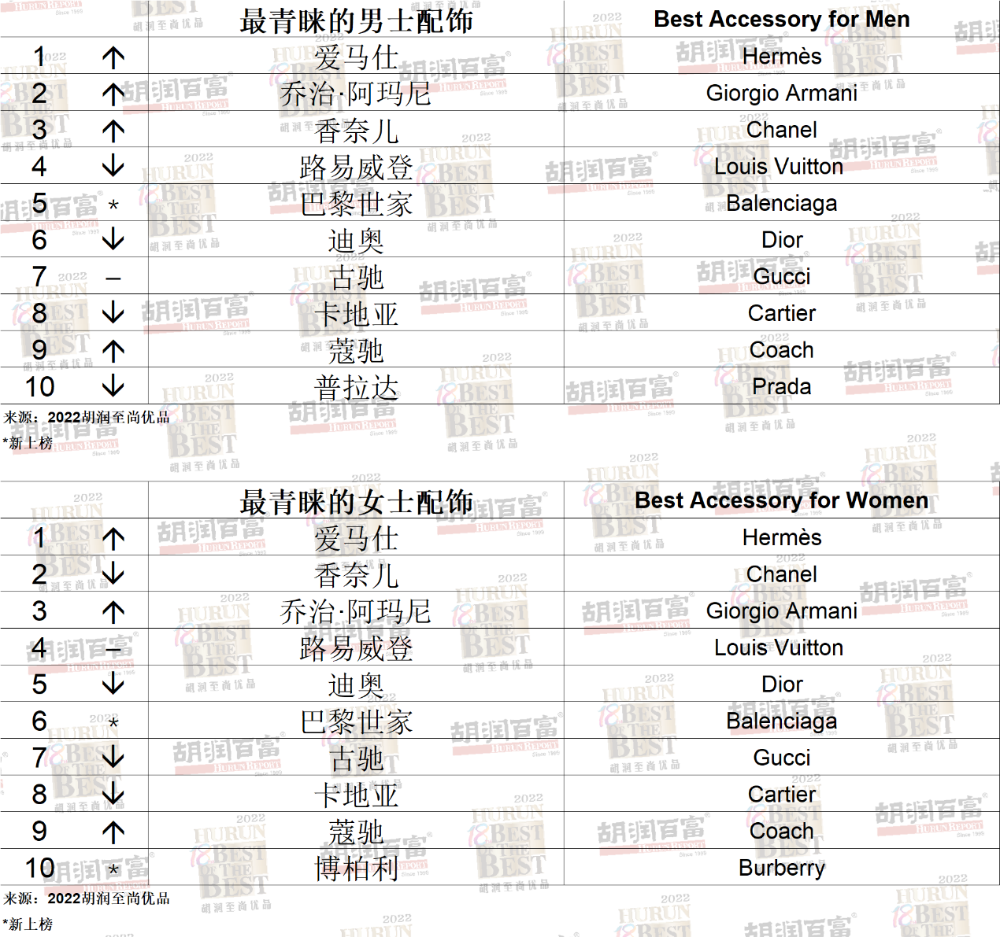 最青睐的男士配饰 Best Accessory for Men
1 ↑ 爱马仕 Hermès
2 ↑ 乔治·阿玛尼 Giorgio Armani
3 ↑ 香奈儿 Chanel
4 ↓ 路易威登 Louis Vuitton
5 * 巴黎世家 Balenciaga
6 ↓ 迪奥 Dior
7 – 古驰 Gucci
8 ↓ 卡地亚 Cartier
9 ↑ 蔻驰 Coach
10 ↓ 普拉达 Prada
来源：2022胡润至尚优品
*新上榜
最青睐的女士配饰 Best Accessory for Women
1 ↑ 爱马仕 Hermès
2 ↓ 香奈儿 Chanel
3 ↑ 乔治·阿玛尼 Giorgio Armani
4 – 路易威登 Louis Vuitton
5 ↓ 迪奥 Dior
6 * 巴黎世家 Balenciaga
7 ↓ 古驰 Gucci
8 ↓ 卡地亚 Cartier
9 ↑ 蔻驰 Coach
10 * 博柏利 Burberry
来源：2022胡润至尚优品
*新上榜